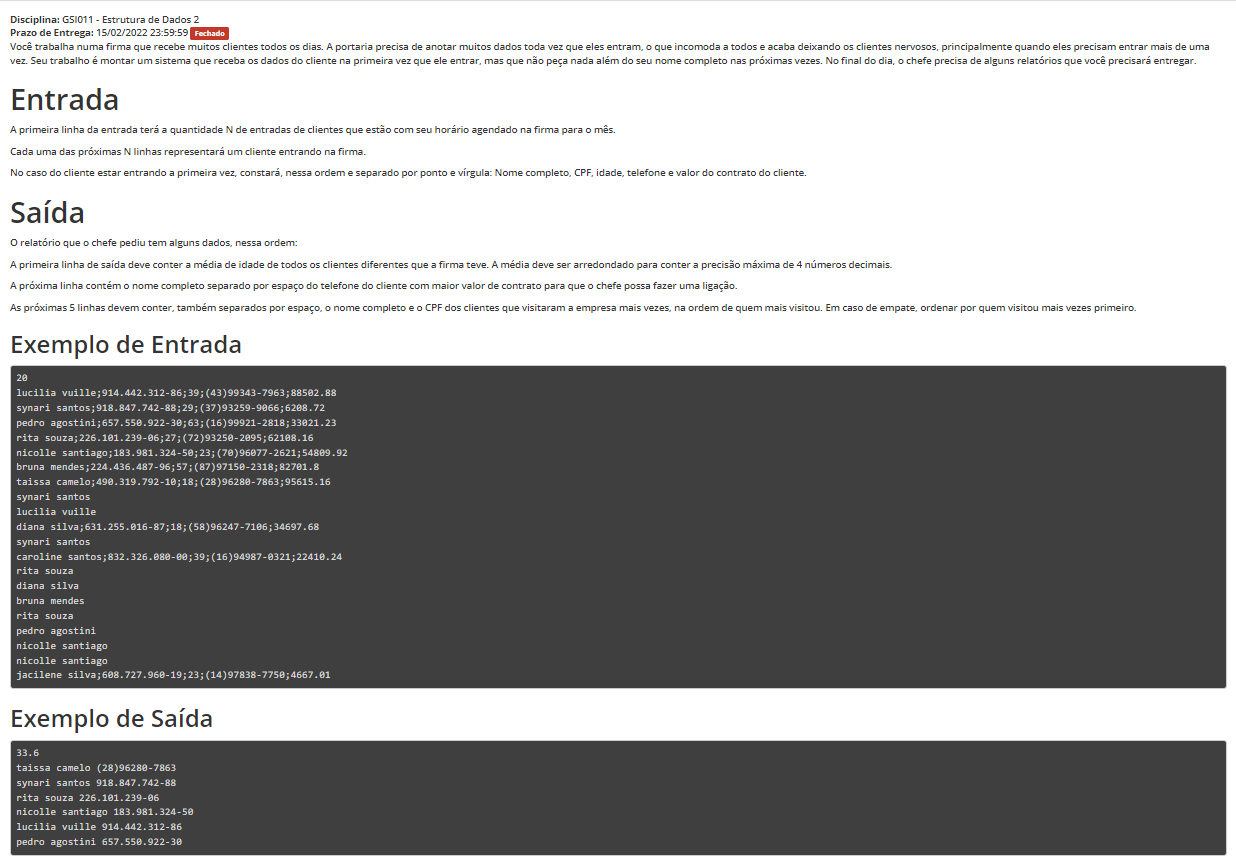 Disciplina: GSI011 - Estrutura de Dados 2
Prazo de Entrega: 15/02/2022 23:59:59 Fechado
Você trabalha numa firma que recebe muitos clientes todos os dias. A portaria precisa de anotar muitos dados toda vez que eles entram, o que incomoda a todos e acaba deixando os clientes nervosos, principalmente quando eles precisam entrar mais de uma
vez. Seu trabalho é montar um sistema que receba os dados do cliente na primeira vez que ele entrar, mas que não peça nada além do seu nome completo nas próximas vezes. No final do dia, o chefe precisa de alguns relatórios que você precisará entregar.
Entrada
A primeira linha da entrada terá a quantidade N de entradas de clientes que estão com seu horário agendado na firma para o mês.
Cada uma das próximas N linhas representará um cliente entrando na firma.
No caso do cliente estar entrando a primeira vez, constará, nessa ordem e separado por ponto e vírgula: Nome completo, CPF, idade, telefone e valor do contrato do cliente.
Saída
O relatório que o chefe pediu tem alguns dados, nessa ordem:
A primeira linha de saída deve conter a média de idade de todos os clientes diferentes que a firma teve. A média deve ser arredondado para conter a precisão máxima de 4 números decimais.
A próxima linha contém o nome completo separado por espaço do telefone do cliente com maior valor de contrato para que o chefe possa fazer uma ligação.
As próximas 5 linhas devem conter, também separados por espaço, o nome completo e o CPF dos clientes que visitaram a empresa mais vezes, na ordem de quem mais visitou. Em caso de empate, ordenar por quem visitou mais vezes primeiro.
Exemplo de Entrada
20
lucilia vuille;914.442.312-86;39;(43)99343-7963;88502.88
synari santos;918.847.742-88;29;(37)93259-9066;6208.72
pedro agostini;657.550.922-30;63;(16)99921-2818;33021.23
rita souza;226.101.239-06;27;(72)93250-2095;62108.16
nicolle santiago;183.981.324-50;23;(70)96077-2621;54809.92
bruna mendes;224.436.487-96;57;(87)97150-2318;82701.8
taissa camelo;490.319.792-10;18;(28)96280-7863;95615.16
synari santos
lucilia vuille
diana silva;631.255.016-87;18;(58)96247-7106;34697.68
synari santos
caroline santos;832.326.080-00;39;(16)94987-0321;22410.24
rita souza
diana silva
bruna mendes
rita souza
pedro agostini
nicolle santiago
nicolle santiago
jacilene silva;608.727.960-19;23;(14)97838-7750;4667.01
Exemplo de Saída
33.6
taissa camelo (28)96280-7863
synari santos 918.847.742-88
rita souza 226.101.239-06
nicolle santiago 183.981.324-50
lucilia vuille 914.442.312-86
pedro agostini 657.550.922-30